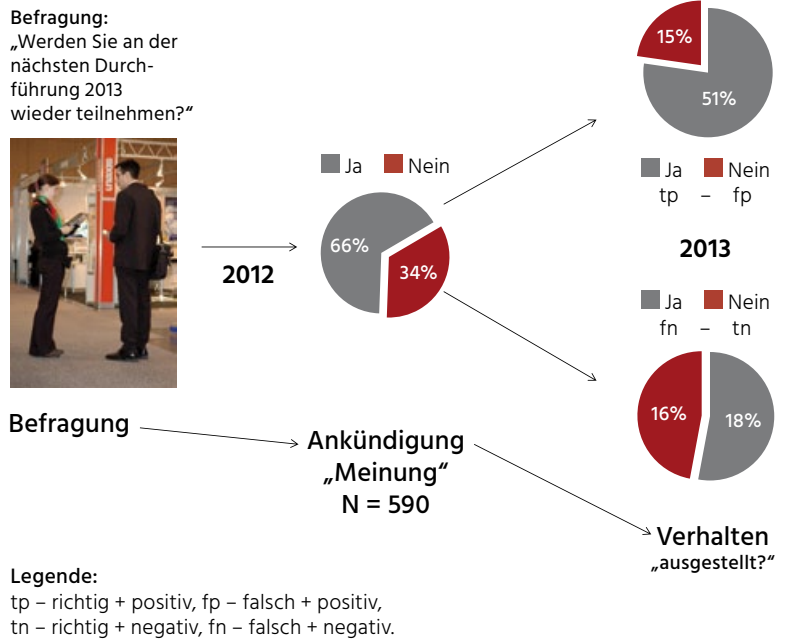 Befragung:
„Werden Sie an der
nächsten Durch-
führung 2013
wieder teilnehmen?“
unaxis
Ja Nein
66%
34%
2012
15%
51%
Ja Nein
tp – fp
2013
Ja Nein
fn – tn
16%
18%
Befragung
Ankündigung
„Meinung“
N = 590
Verhalten
„ausgestellt?“
Legende:
tp – richtig + positiv, fp – falsch + positiv,
tn – richtig + negativ, fn – falsch + negativ.